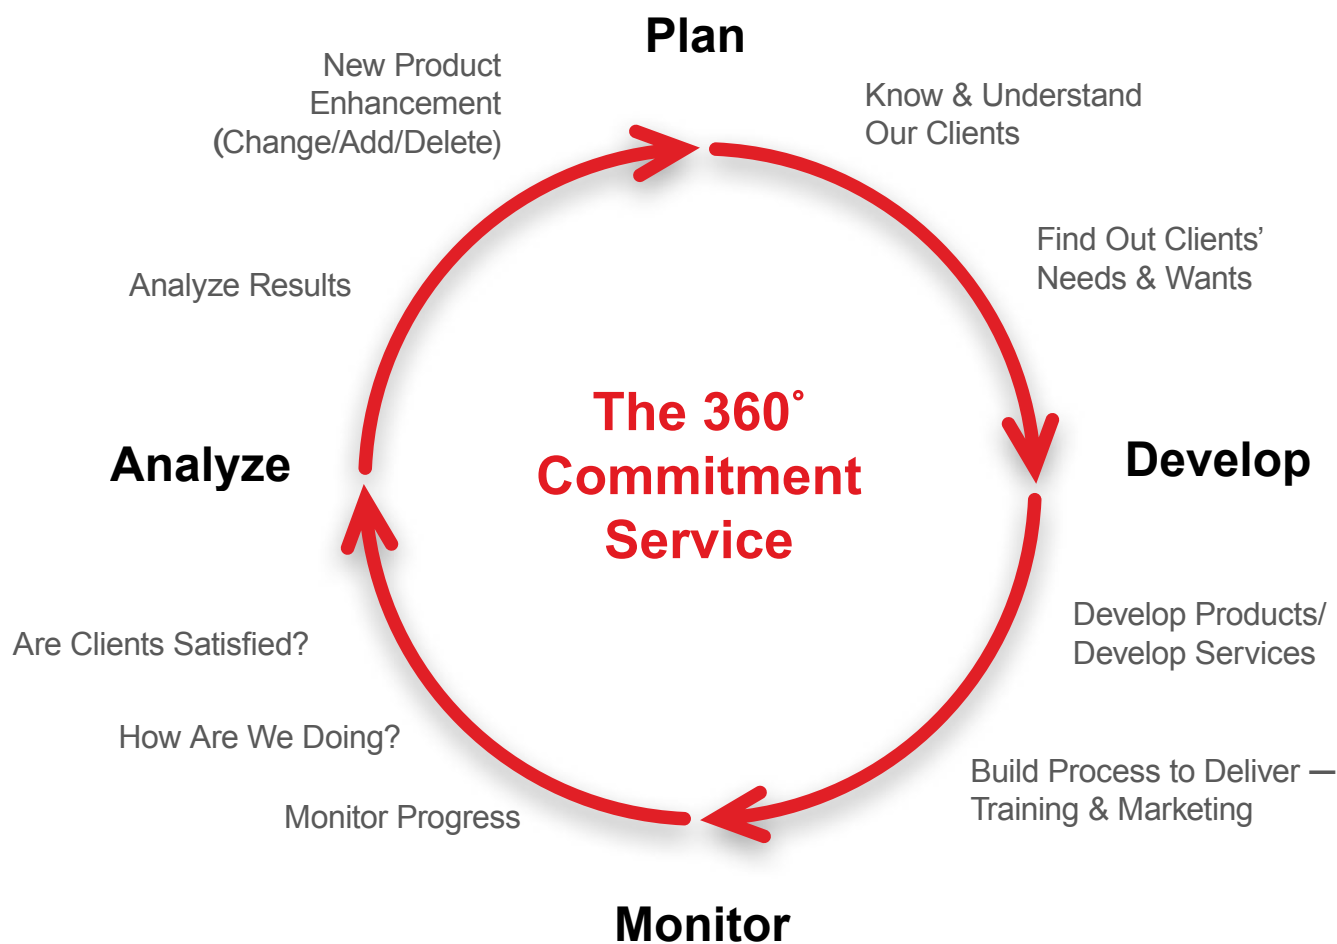 Plan
New Product
Enhancement
(Change/Add/Delete)
Know & Understand
Our Clients
Find Out Clients’
Needs & Wants
Analyze Results
The 360˚
Commitment
Service
Analyze
Develop
Develop Products/
Develop Services
Are Clients Satisfied?
How Are We Doing?
Build Process to Deliver —
Training & Marketing
Monitor Progress
Monitor